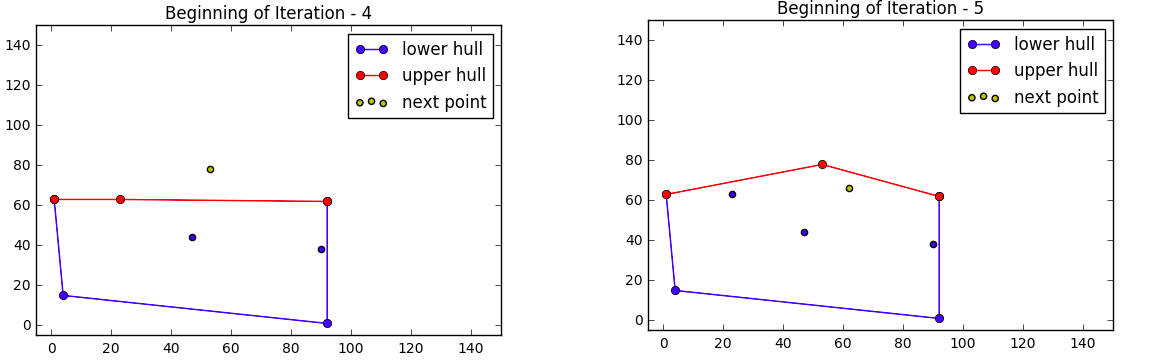 Beginning of Iteration - 4
140
120
100
80
60
40
20
0
0 20 40 60 80 100 120 140
lower hull
upper hull
next point
Beginning of Iteration - 5
140
120
100
80
60
40
20
0
0 20 40 60 80 100 120 140
lower hull
upper hull
next point